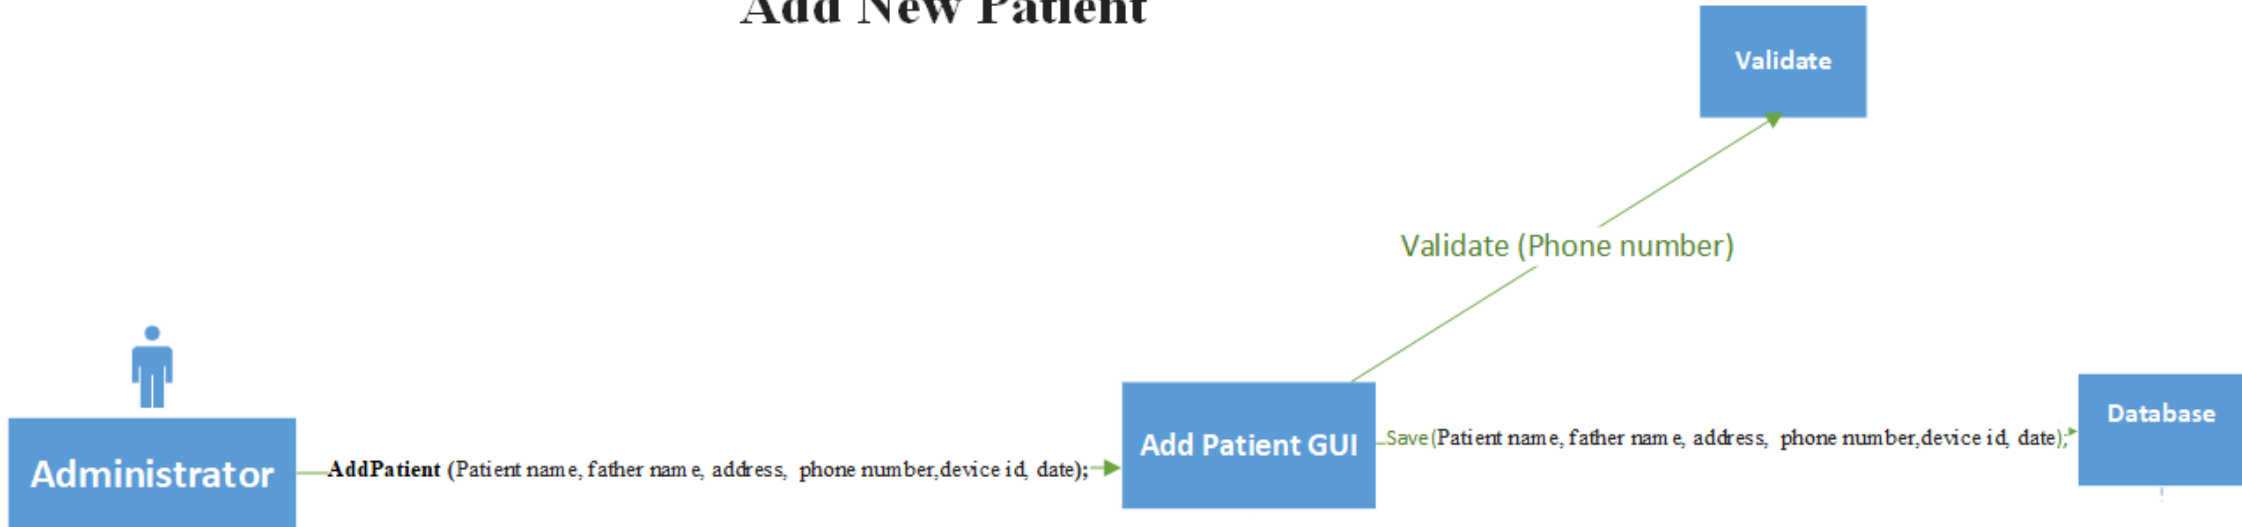 Add New Patient
Validate
Validate (Phone number)
Database
Add Patient GUI
Save(Patient name, father name, address, phone number,device id, date);
Administrator
AddPatient (Patient name, father name, address, phone number,device id, date);